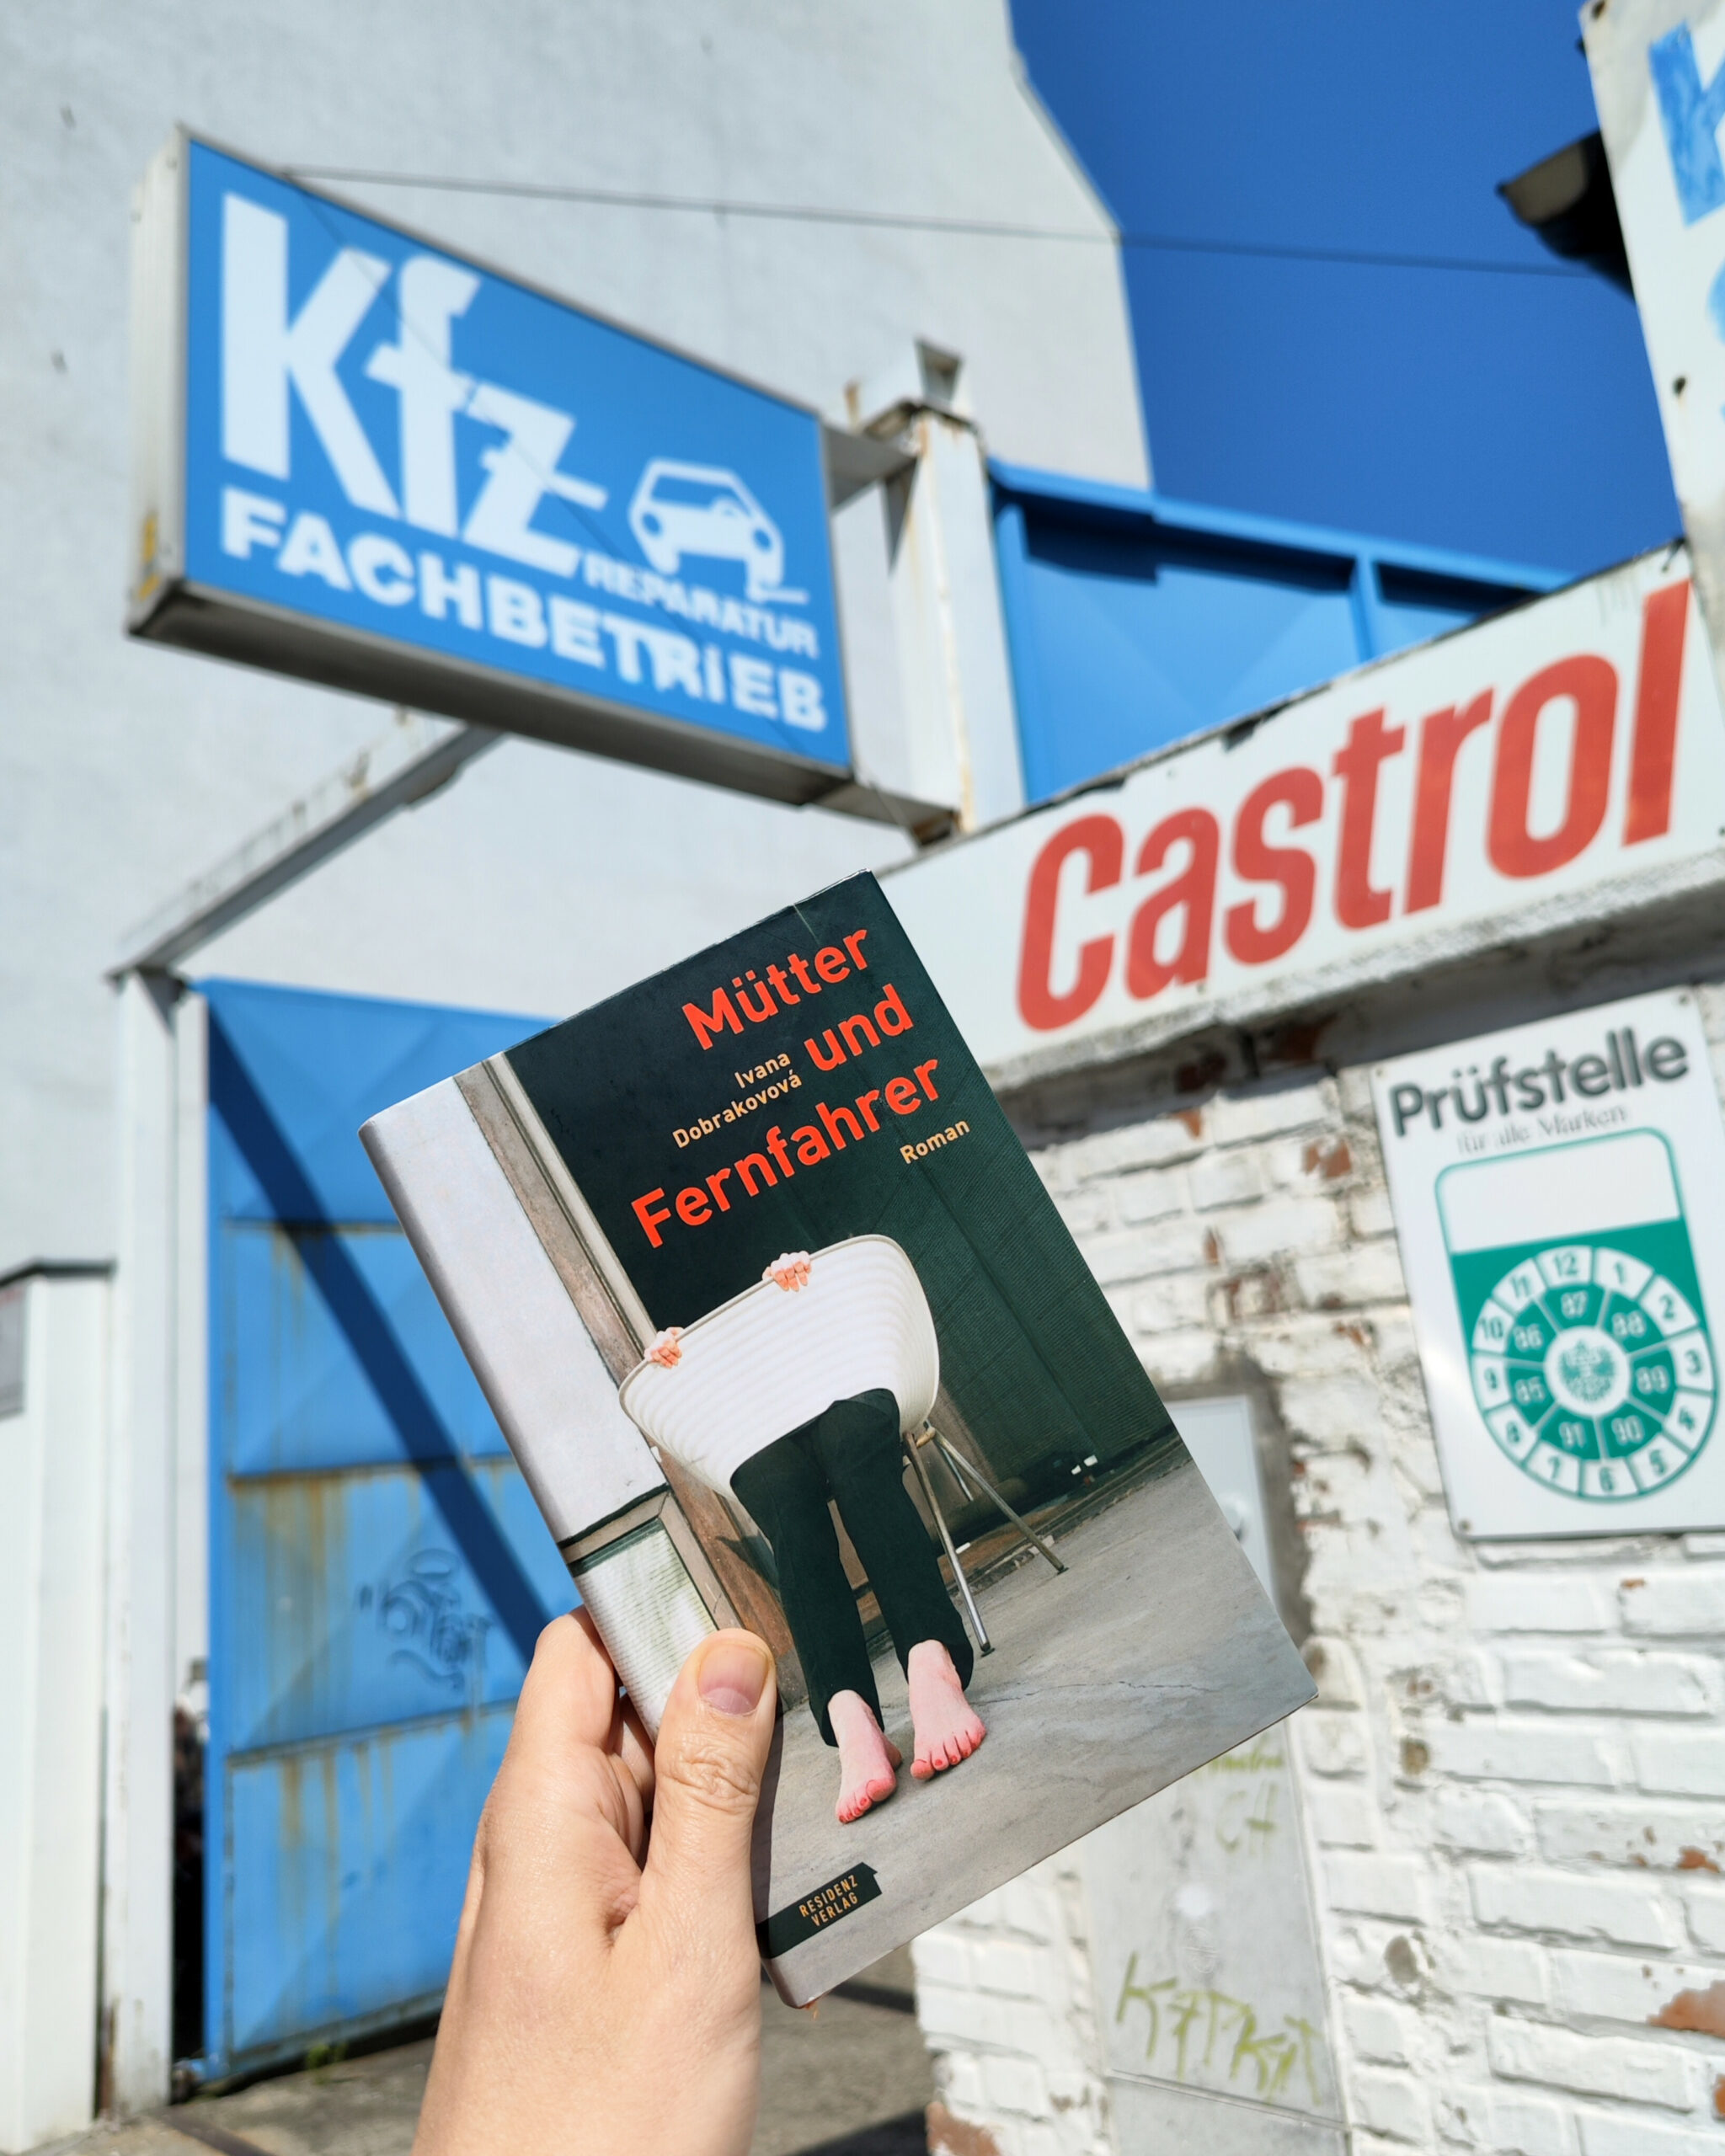 Kfz
REPARATUR
FACHBETRIEB
Castrol
Prüfstelle
für alle Marken
12
1
2
3
4
5
6
7
8
9
10
11
87
88
89
90
91
85
86
Mütter
und
Ivana
Dobrakovová
Fernfahrer
Roman
RESIDENZ
VERLAG